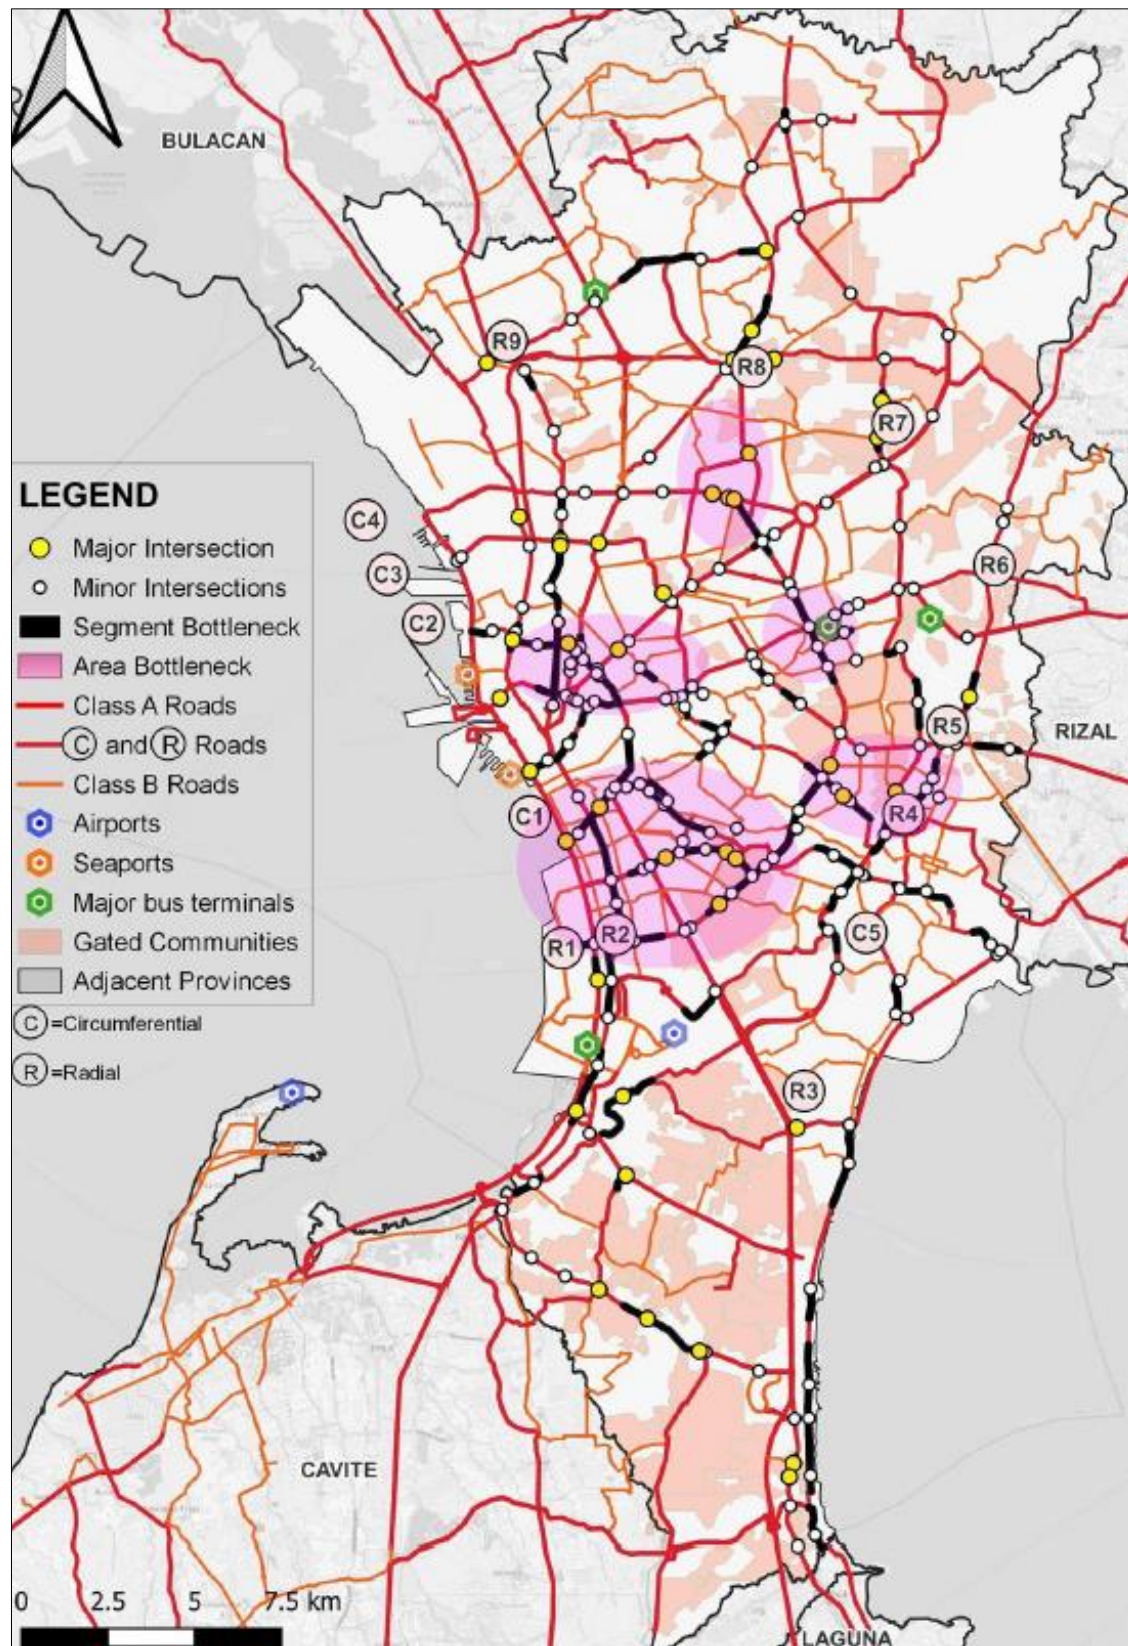 BULACAN
R9
R8
R7
LEGEND
Major Intersection
Minor Intersections
Segment Bottleneck
Area Bottleneck
Class A Roads
C and R Roads
Class B Roads
Airports
Seaports
Major bus terminals
Gated Communities
Adjacent Provinces
C =Circumferential
R =Radial
C4
C3
C2
R6
R5
RIZAL
C1
R4
R1
R2
C5
R3
CAVITE
0 2.5 5 7.5 km
LAGUNA